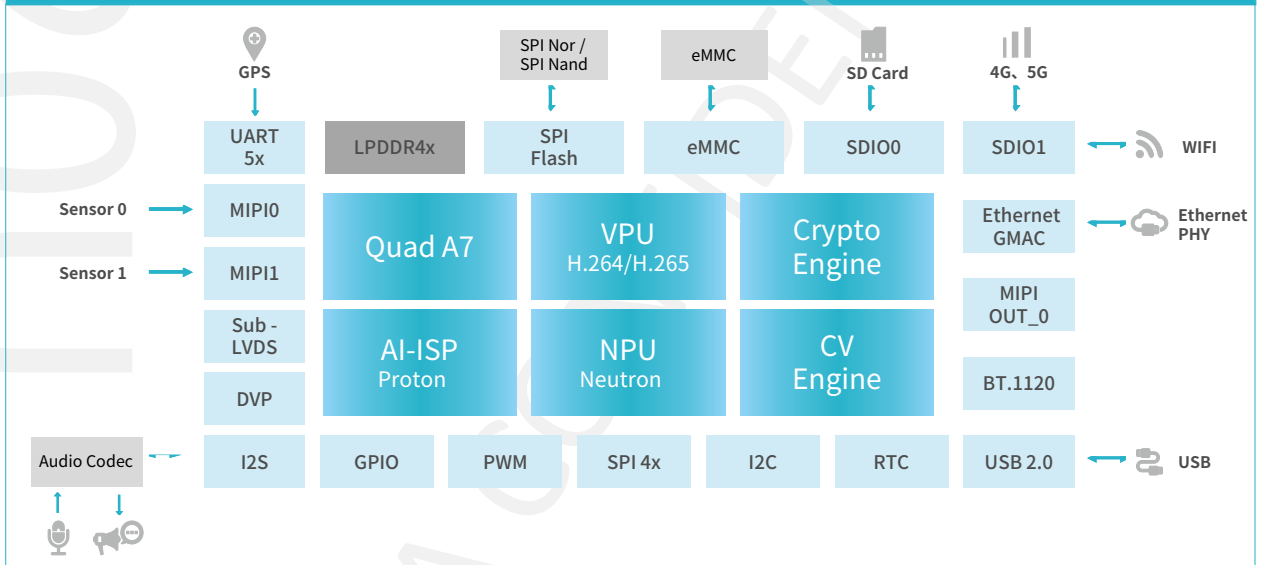 GPS
SPI Nor /
SPI Nand
eMMC
SD Card
4G、5G
UART
5x
LPDDR4x
SPI
Flash
eMMC
SDIO0
SDIO1
WIFI
Sensor 0
MIPI0
Sensor 1
MIPI1
Sub -
LVDS
DVP
Quad A7
VPU
H.264/H.265
Crypto
Engine
AI-ISP
Proton
NPU
Neutron
CV
Engine
Ethernet
GMAC
Ethernet
PHY
MIPI
OUT_0
BT.1120
Audio Codec
I2S
GPIO
PWM
SPI 4x
I2C
RTC
USB 2.0
USB